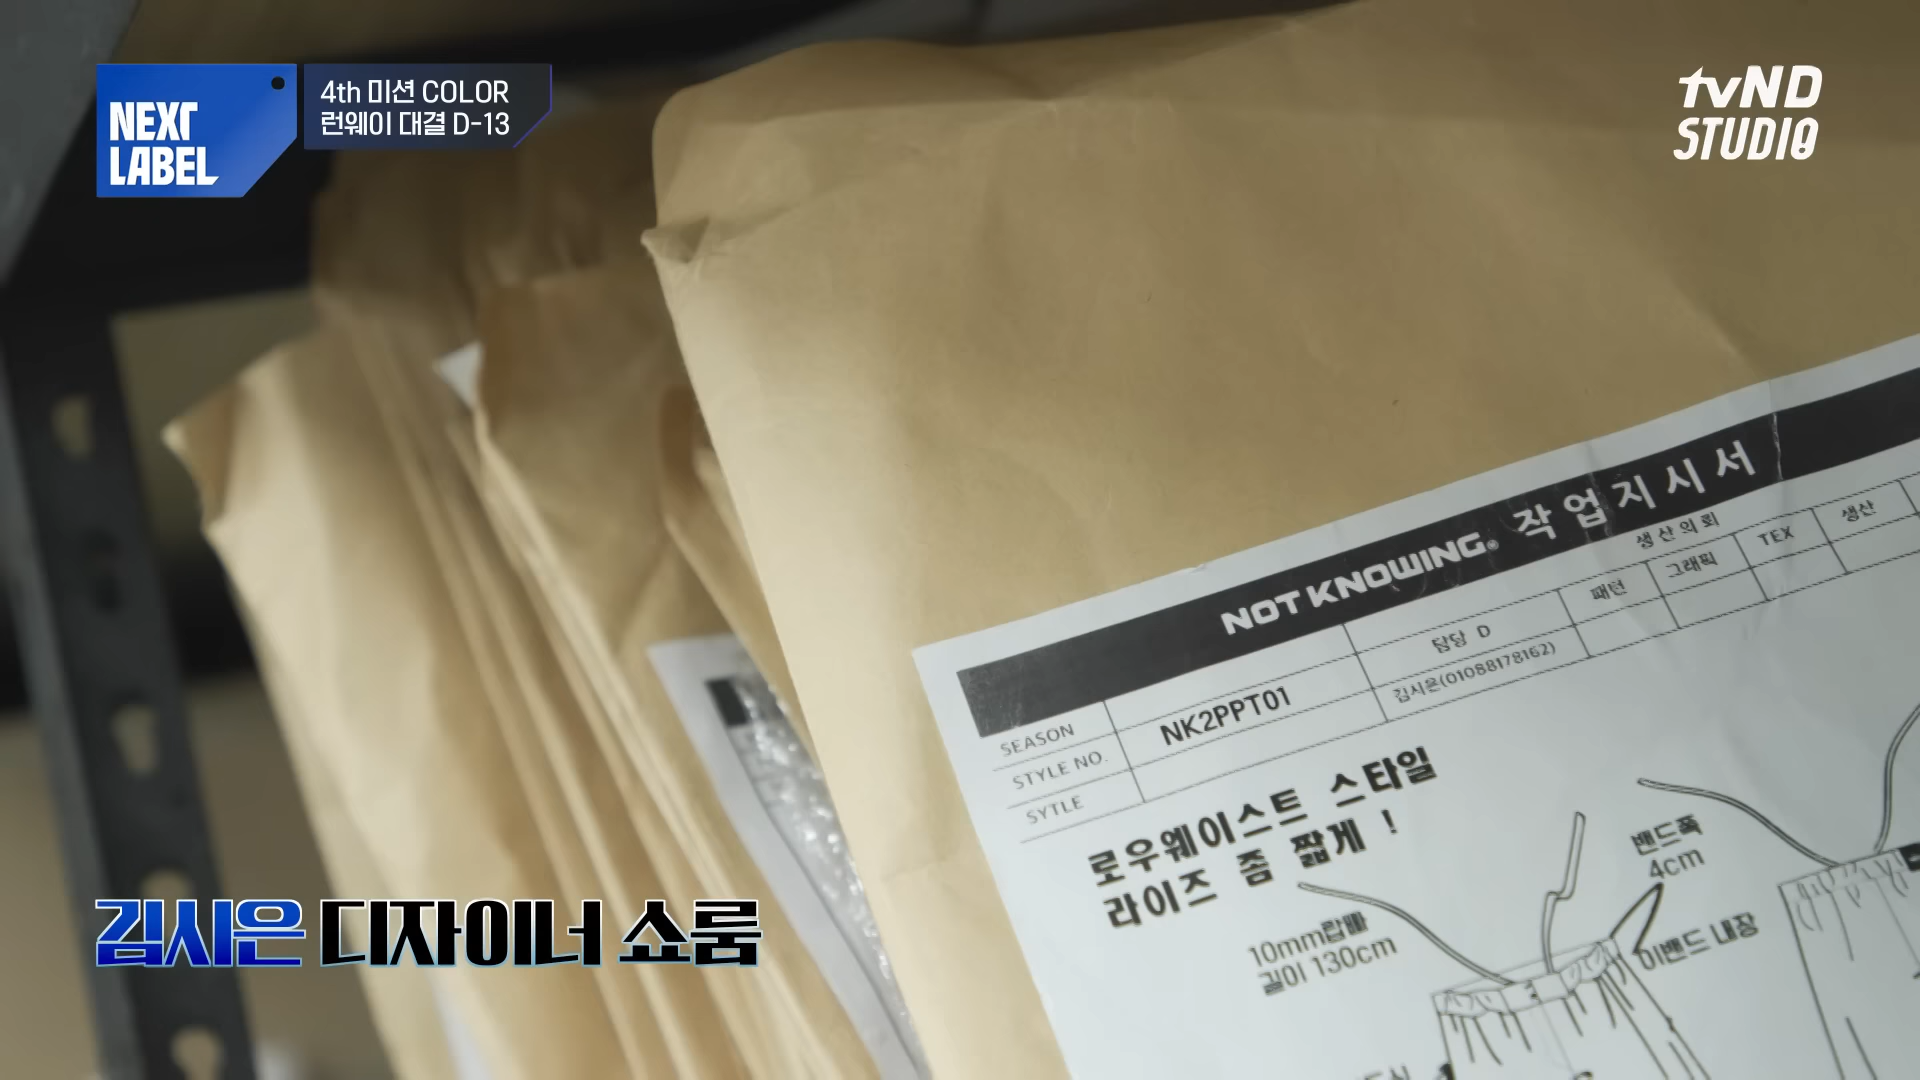 NEXT
LABEL
4th 미션 COLOR
런웨이 대결 D-13
tvND
STUDIO
NOT KNOWING® 작업지시서
생산의뢰
담당 D
패턴
그래픽
TEX
생산
SEASON
김시은(01088178162)
STYLE NO.
NK2PPT01
SYTLE
로우웨이스트 스타일
라이즈 좀 짧게 !
밴드폭
4cm
10mm랍빠
길이 130cm
이밴드 내장
김시은 디자이너 쇼룸